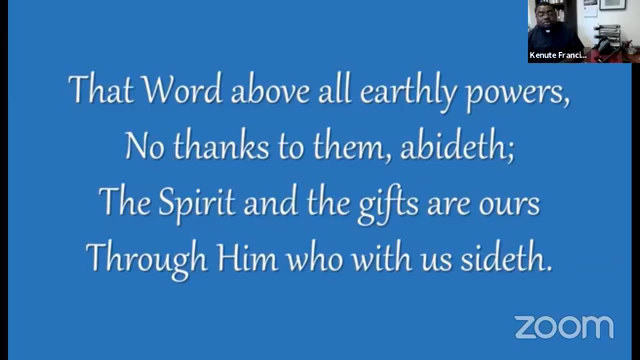 Kenute Franci...
That Word above all earthly powers,
No thanks to them, abideth;
The Spirit and the gifts are ours
Through Him who with us sideth.
zoom